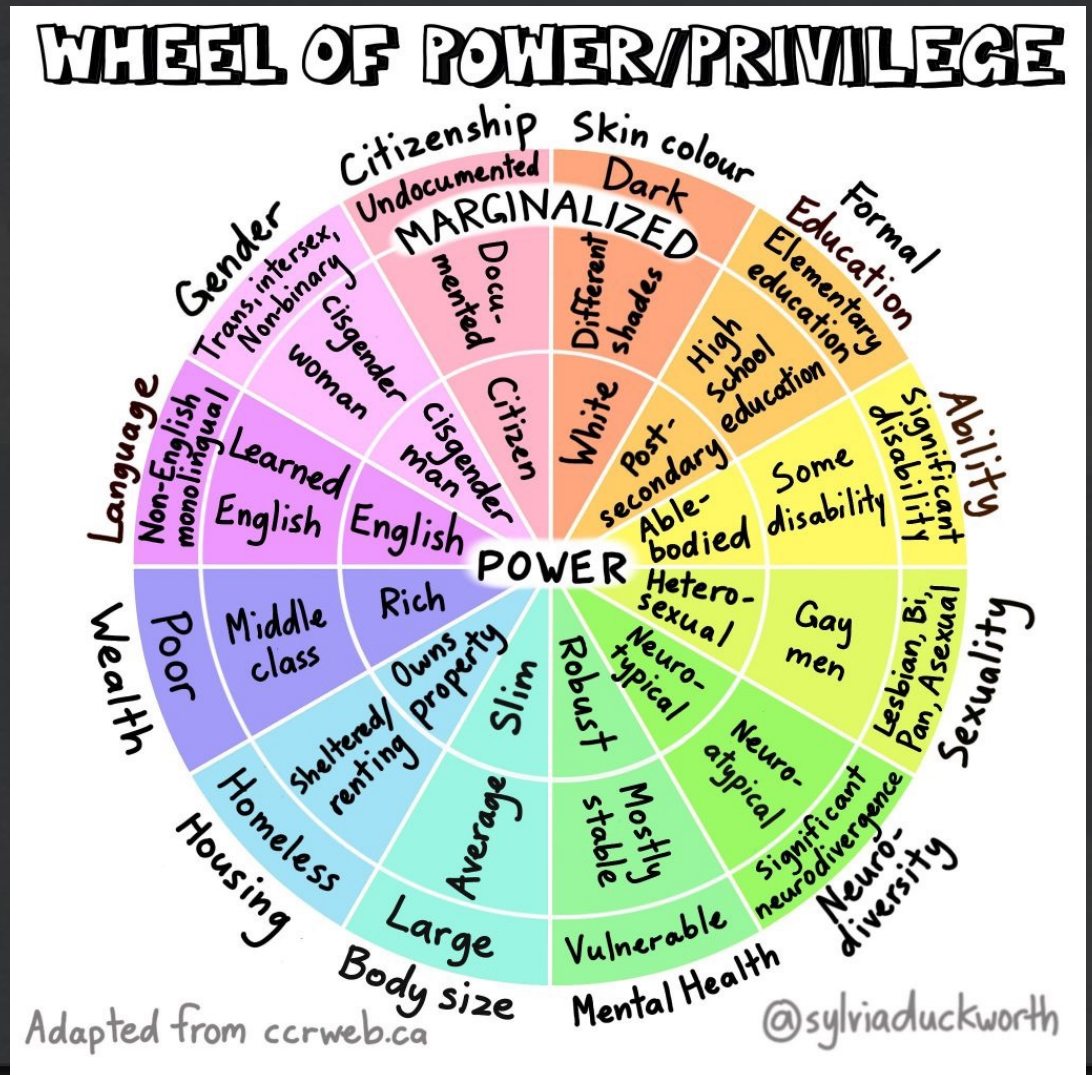 WHEEL OF POWER/PRIVILEGE
Citizenship
Undocumented
Docu-
mented
Citizen
Skin colour
Dark
Different
shades
White
Formal
Education
Elementary
education
High
School
education
Post-
secondary
Ability
Significant
disability
Some
disability
Able-
bodied
Sexuality
Lesbian, Bi,
Pan, Asexual
Gay
men
Hetero-
sexual
Neuro-
diversity
Significant
neurodivergence
Neuro-
atypical
Neuro-
typical
Mental Health
Vulnerable
Mostly
stable
Robust
Body size
Large
Average
Slim
Housing
Homeless
Sheltered/
renting
Owns
property
Wealth
Poor
Middle
class
Rich
Language
Non-English
monolingual
Learned
English
English
Gender
Trans, intersex,
Non-binary
Cisgender
woman
Cisgender
man
MARGINALIZED
POWER
Adapted from ccrweb.ca
@sylviaduckworth